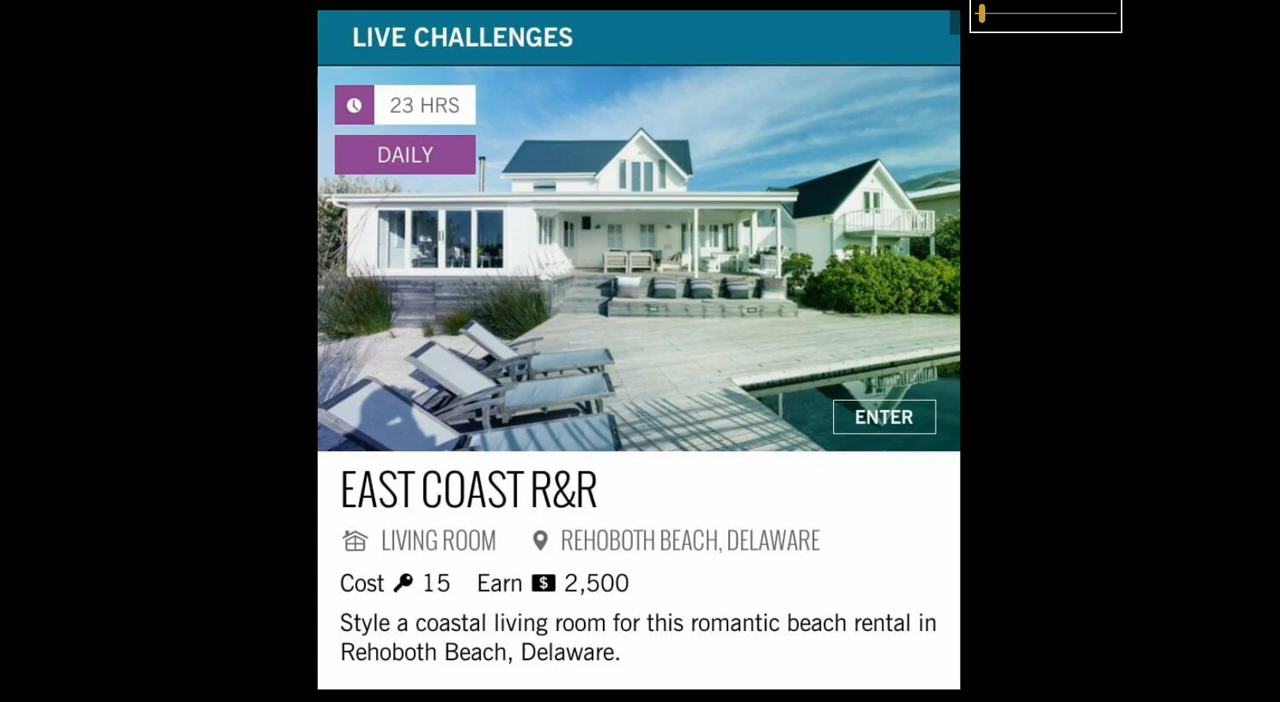 LIVE CHALLENGES
23 HRS
DAILY
ENTER
EAST COAST R&R
LIVING ROOM REHOBOTH BEACH, DELAWARE
Cost 15 Earn $ 2,500
Style a coastal living room for this romantic beach rental in
Rehoboth Beach, Delaware.